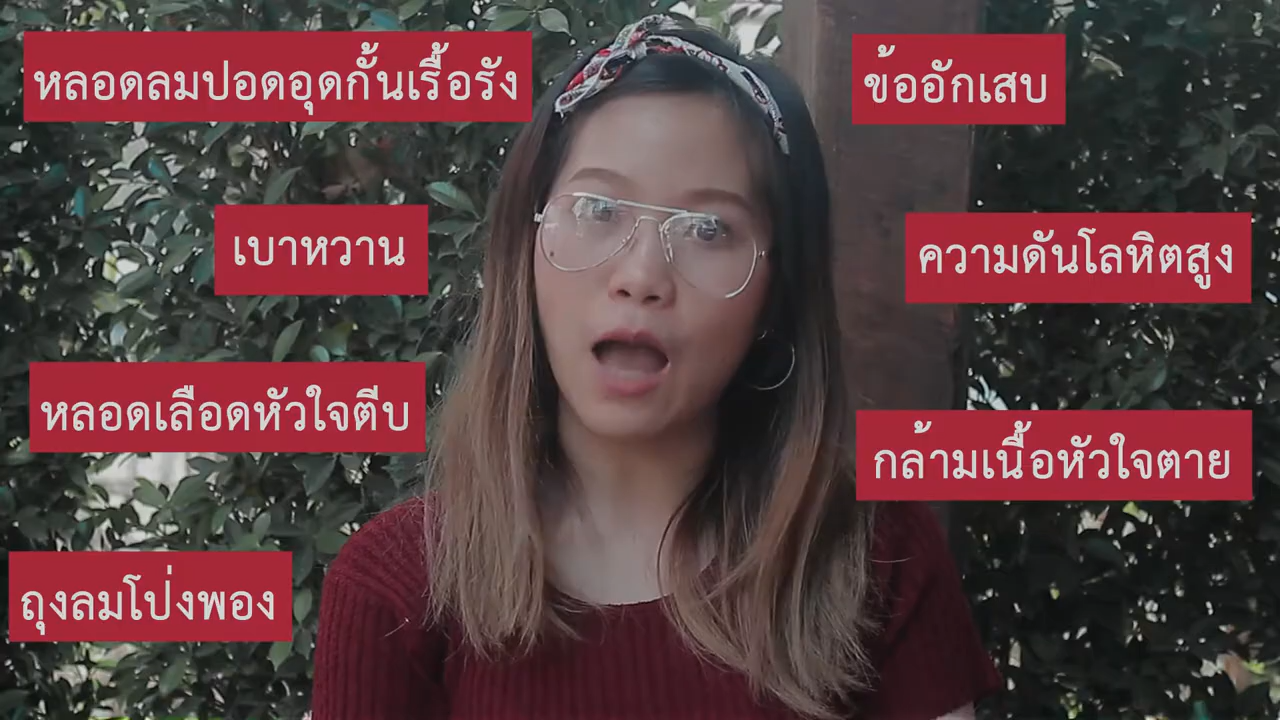 หลอดลมปอดอุดกั้นเรื้อรัง
ข้ออักเสบ
เบาหวาน
ความดันโลหิตสูง
หลอดเลือดหัวใจตีบ
กล้ามเนื้อหัวใจตาย
ถุงลมโป่งพอง